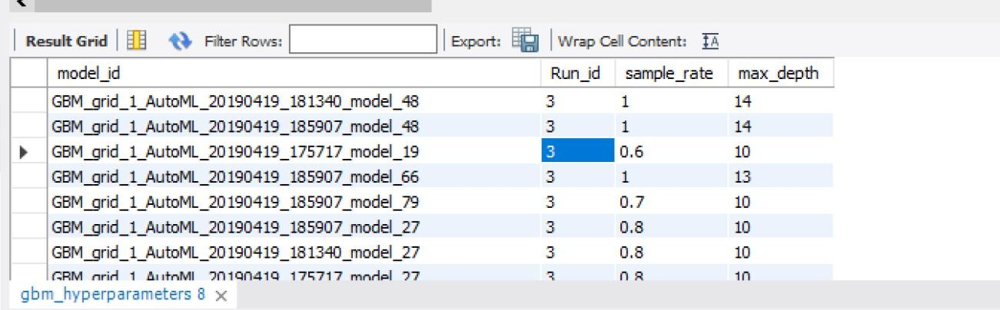 Result Grid Filter Rows: Export: Wrap Cell Content: IA
model_id Run_id sample_rate max_depth
GBM_grid_1_AutoML_20190419_181340_model_48 3 1 14
GBM_grid_1_AutoML_20190419_185907_model_48 3 1 14
GBM_grid_1_AutoML_20190419_175717_model_19 3 0.6 10
GBM_grid_1_AutoML_20190419_185907_model_66 3 1 13
GBM_grid_1_AutoML_20190419_185907_model_79 3 0.7 10
GBM_grid_1_AutoML_20190419_185907_model_27 3 0.8 10
GBM_grid_1_AutoML_20190419_181340_model_27 3 0.8 10
GBM_grid_1_AutoML_20190419_175717_model_27 3 0.8 10
gbm_hyperparameters 8